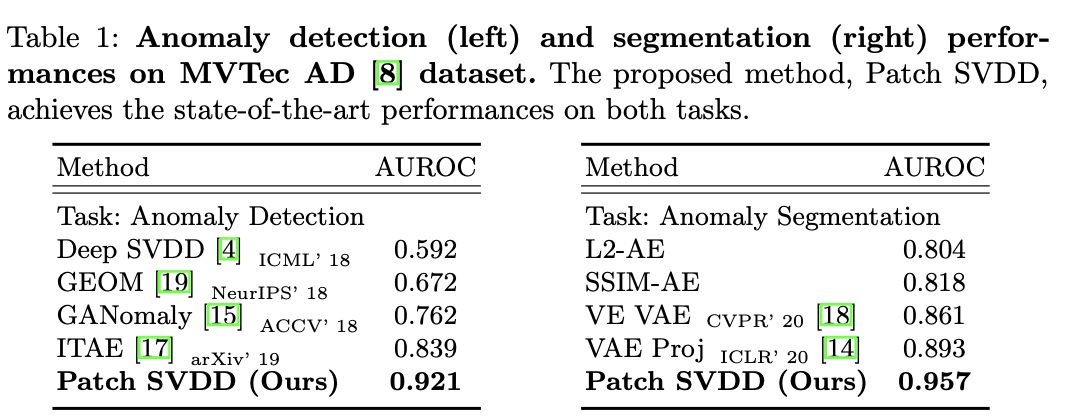 Table 1: Anomaly detection (left) and segmentation (right) perfor-
mances on MVTec AD [8] dataset. The proposed method, Patch SVDD,
achieves the state-of-the-art performances on both tasks.
Method AUROC
Task: Anomaly Detection
Deep SVDD [4] ICML' 18 0.592
GEOM [19] NeurIPS' 18 0.672
GANomaly [15] ACCV' 18 0.762
ITAE [17] arXiv' 19 0.839
Patch SVDD (Ours) 0.921
Method AUROC
Task: Anomaly Segmentation
L2-AE 0.804
SSIM-AE 0.818
VE VAE CVPR' 20 [18] 0.861
VAE Proj ICLR' 20 [14] 0.893
Patch SVDD (Ours) 0.957